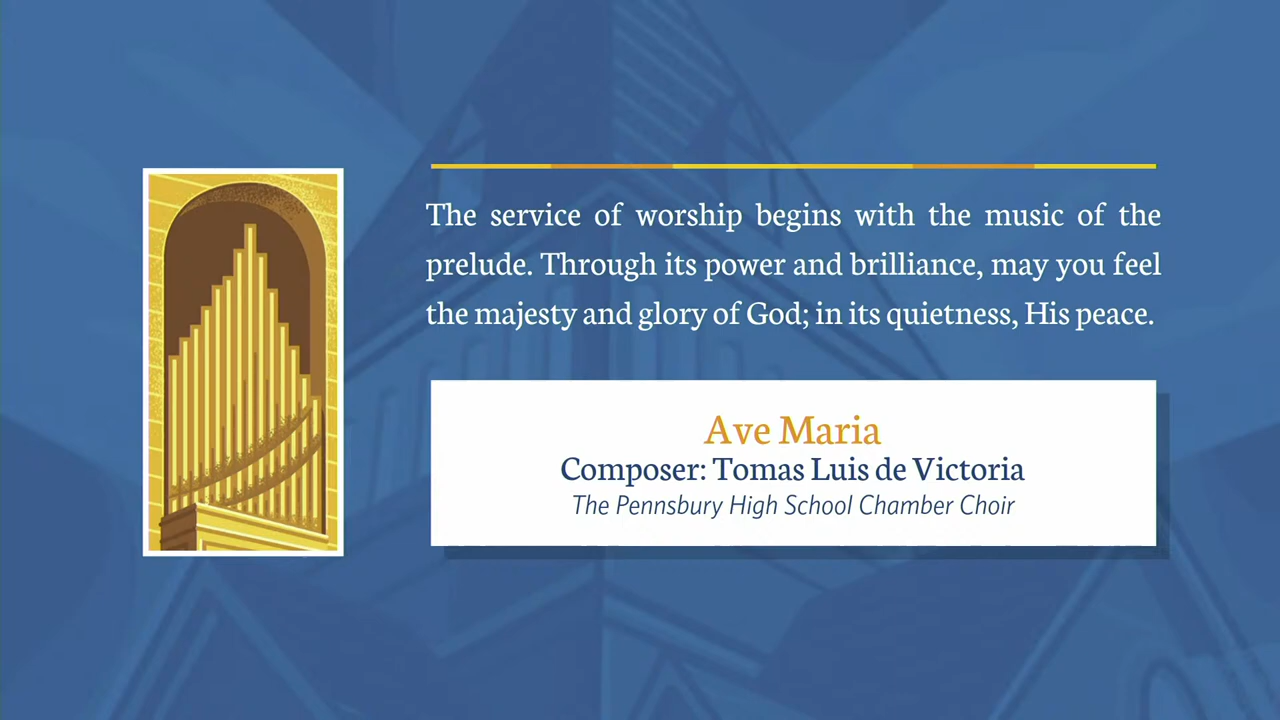 The service of worship begins with the music of the
prelude. Through its power and brilliance, may you feel
the majesty and glory of God; in its quietness, His peace.
Ave Maria
Composer: Tomas Luis de Victoria
The Pennsbury High School Chamber Choir